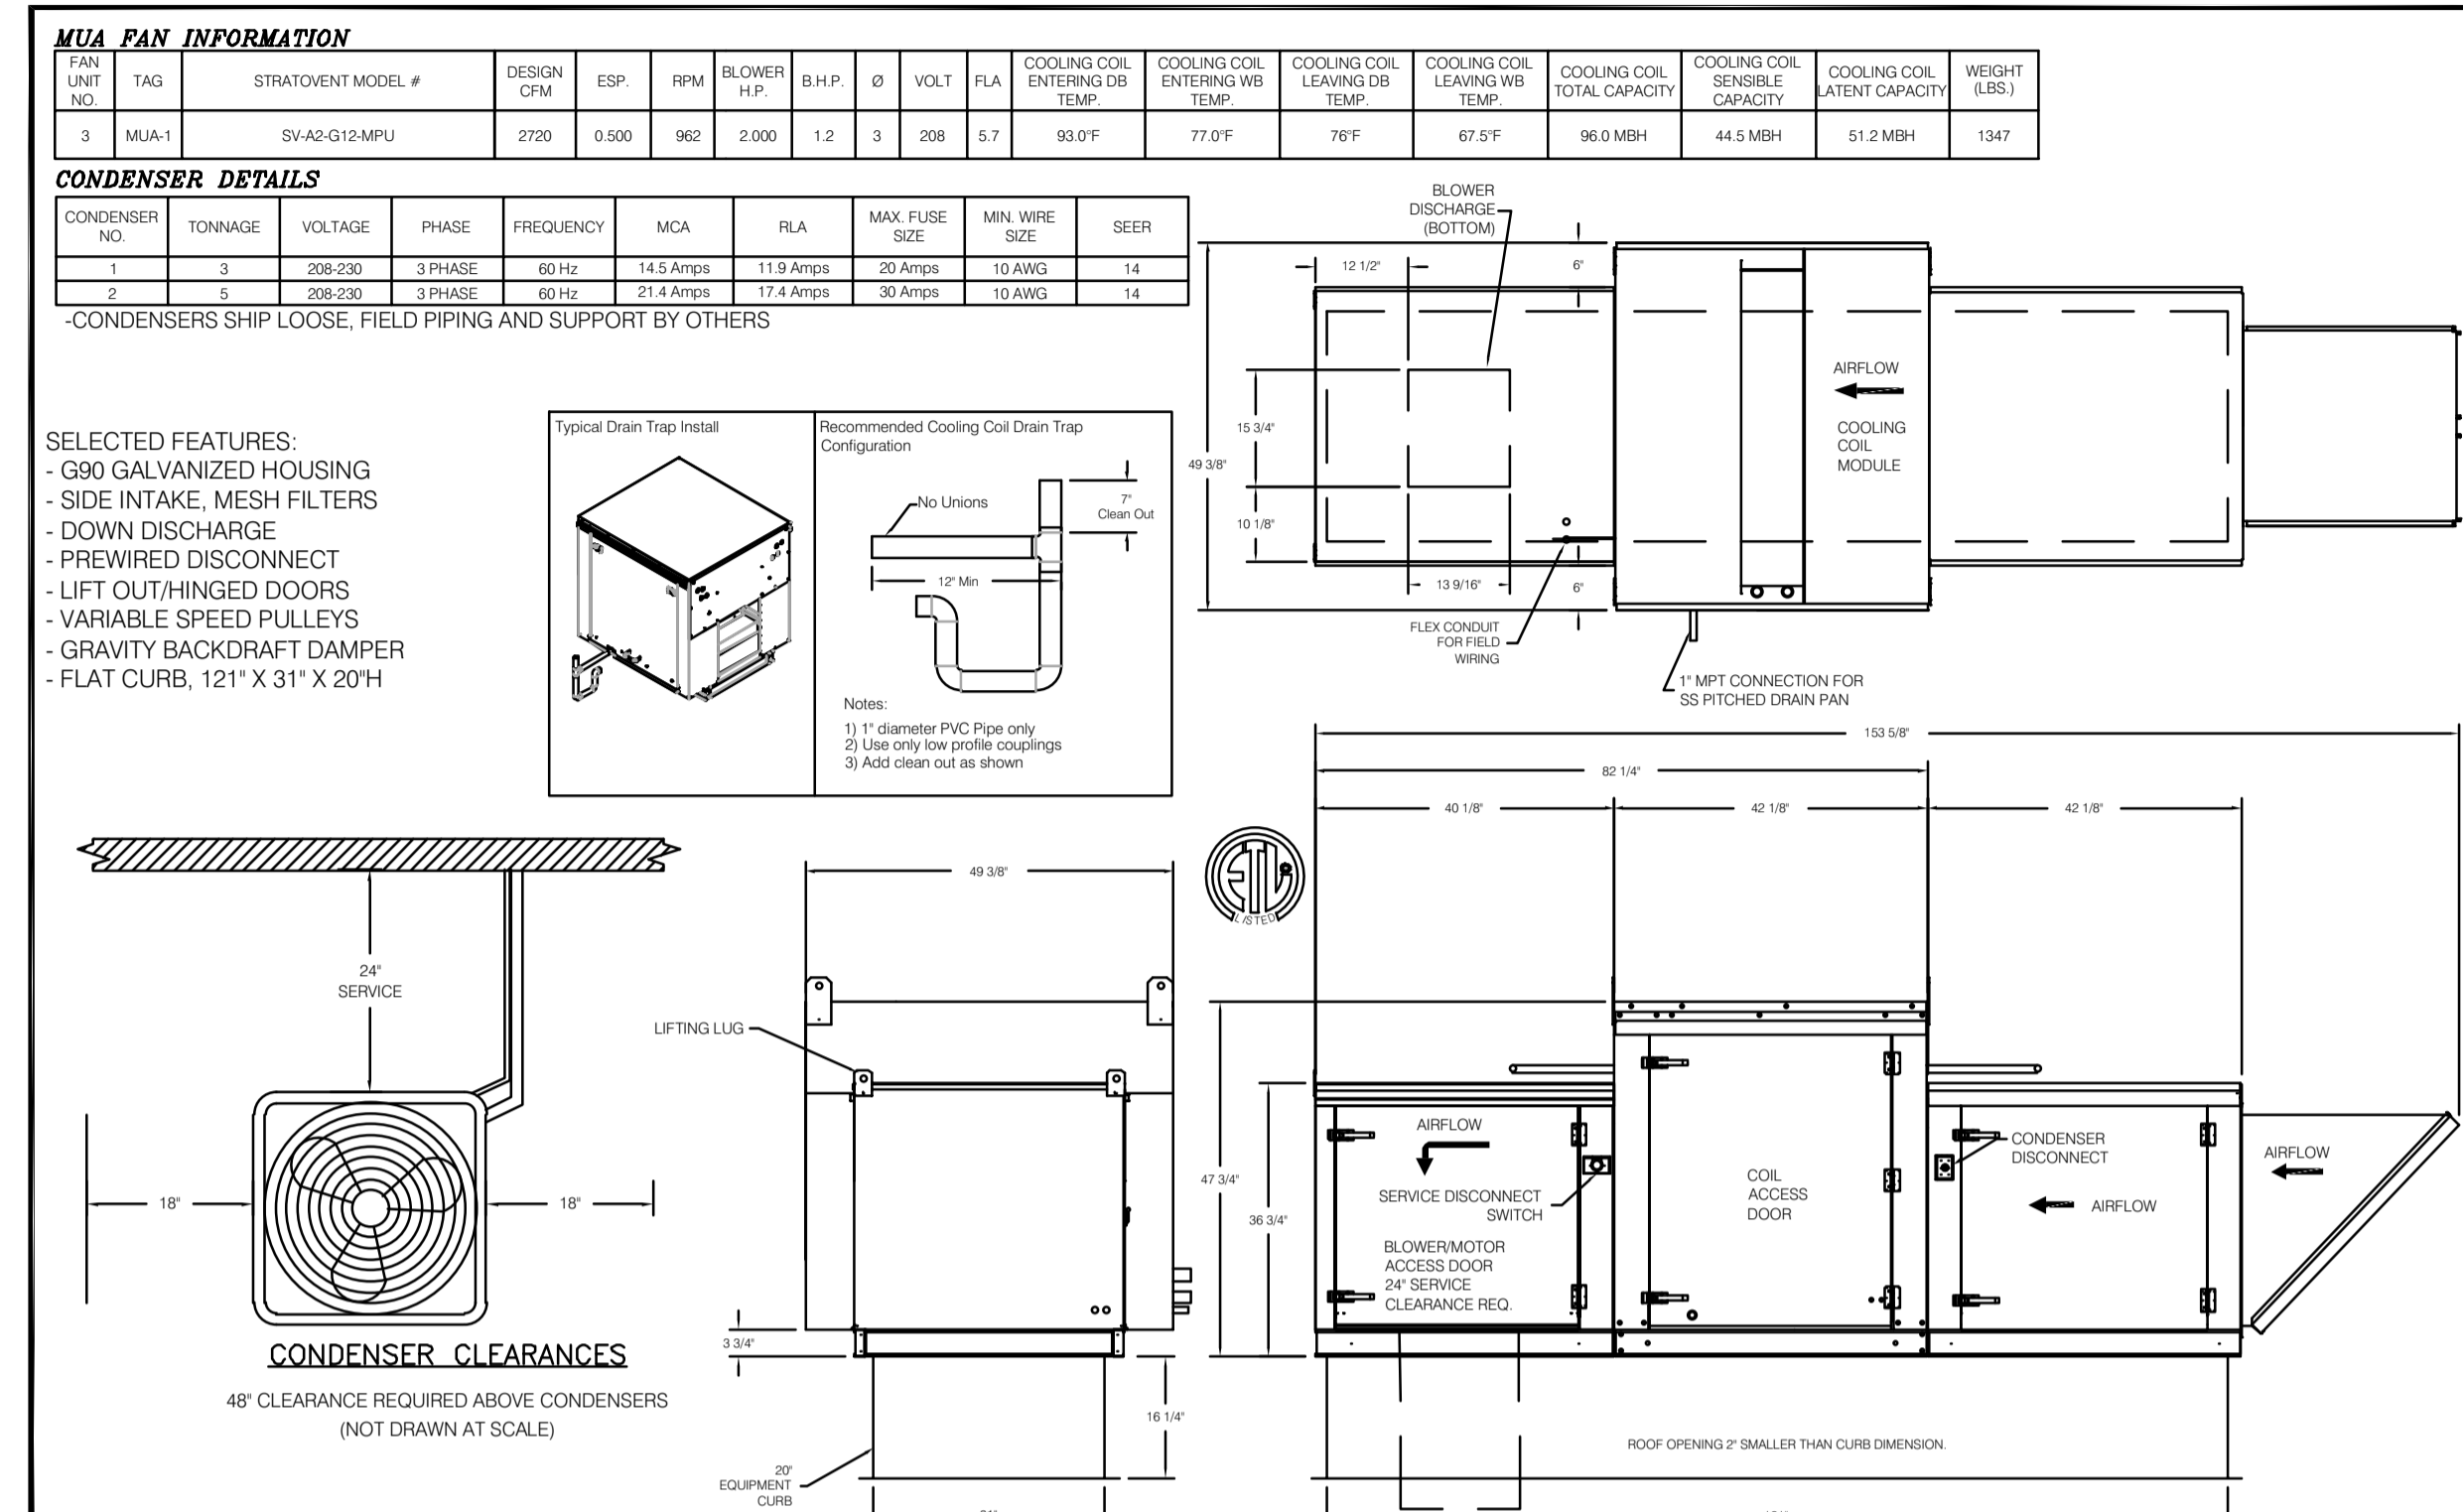 MUA FAN INFORMATION
FAN UNIT NO. TAG STRATOVENT MODEL # DESIGN CFM ESP. RPM BLOWER H.P. B.H.P. Ø VOLT FLA COOLING COIL ENTERING DB TEMP. COOLING COIL ENTERING WB TEMP. COOLING COIL LEAVING DB TEMP. COOLING COIL LEAVING WB TEMP. COOLING COIL TOTAL CAPACITY COOLING COIL SENSIBLE CAPACITY COOLING COIL LATENT CAPACITY WEIGHT (LBS.)
3 MUA-1 SV-A2-G12-MPU 2720 0.500 962 2.000 1.2 3 208 5.7 93.0°F 77.0°F 76°F 67.5°F 96.0 MBH 44.5 MBH 51.2 MBH 1347
CONDENSER DETAILS
CONDENSER NO. TONNAGE VOLTAGE PHASE FREQUENCY MCA RLA MAX. FUSE SIZE MIN. WIRE SIZE SEER
1 3 208-230 3 PHASE 60 Hz 14.5 Amps 11.9 Amps 20 Amps 10 AWG 14
2 5 208-230 3 PHASE 60 Hz 21.4 Amps 17.4 Amps 30 Amps 10 AWG 14
-CONDENSERS SHIP LOOSE, FIELD PIPING AND SUPPORT BY OTHERS
SELECTED FEATURES:
- G90 GALVANIZED HOUSING
- SIDE INTAKE, MESH FILTERS
- DOWN DISCHARGE
- PREWIRED DISCONNECT
- LIFT OUT/HINGED DOORS
- VARIABLE SPEED PULLEYS
- GRAVITY BACKDRAFT DAMPER
- FLAT CURB, 121" X 31" X 20"H
Typical Drain Trap Install
Recommended Cooling Coil Drain Trap
Configuration
No Unions
7"
Clean Out
12" Min
Notes:
1) 1" diameter PVC Pipe only
2) Use only low profile couplings
3) Add clean out as shown
BLOWER
DISCHARGE
(BOTTOM)
12 1/2"
6"
15 3/4"
49 3/8"
10 1/8"
13 9/16"
6"
AIRFLOW
COOLING
COIL
MODULE
FLEX CONDUIT
FOR FIELD
WIRING
1" MPT CONNECTION FOR
SS PITCHED DRAIN PAN
153 5/8"
82 1/4"
40 1/8"
42 1/8"
42 1/8"
24"
SERVICE
18"
18"
CONDENSER CLEARANCES
48" CLEARANCE REQUIRED ABOVE CONDENSERS
(NOT DRAWN AT SCALE)
49 3/8"
LIFTING LUG
3 3/4"
16 1/4"
20"
EQUIPMENT
CURB
LISTED
47 3/4"
36 3/4"
AIRFLOW
SERVICE DISCONNECT
SWITCH
BLOWER/MOTOR
ACCESS DOOR
24" SERVICE
CLEARANCE REQ.
COIL
ACCESS
DOOR
CONDENSER
DISCONNECT
AIRFLOW
AIRFLOW
ROOF OPENING 2" SMALLER THAN CURB DIMENSION.